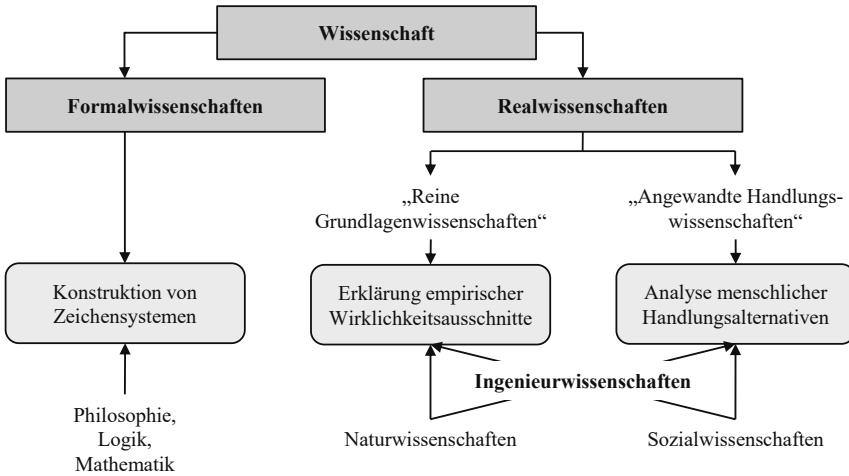 Wissenschaft
Formalwissenschaften
Realwissenschaften
„Reine
Grundlagenwissenschaften“
„Angewandte Handlungs-
wissenschaften“
Konstruktion von
Zeichensystemen
Erklärung empirischer
Wirklichkeitsausschnitte
Analyse menschlicher
Handlungsalternativen
Ingenieurwissenschaften
Philosophie,
Logik,
Mathematik
Naturwissenschaften
Sozialwissenschaften